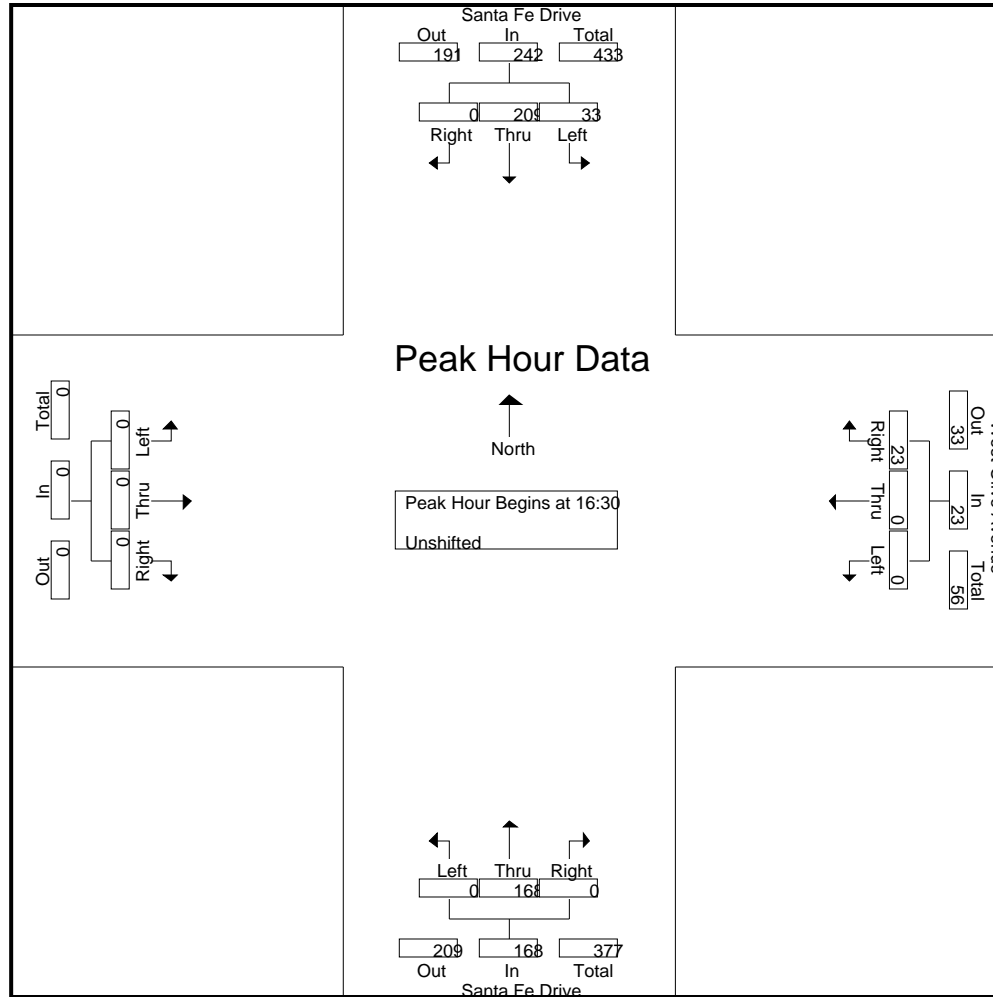 Santa Fe Drive
Out In Total
191 242 433
0 209 33
Right Thru Left
Peak Hour Data
North
Peak Hour Begins at 16:30
Unshifted
Total In Out
0 0 0
0 0 0
Left Thru Right
Right Thru Left
23 0 0
Out In Total
33 23 56
Left Thru Right
0 168 0
209 168 377
Out In Total
Santa Fe Drive